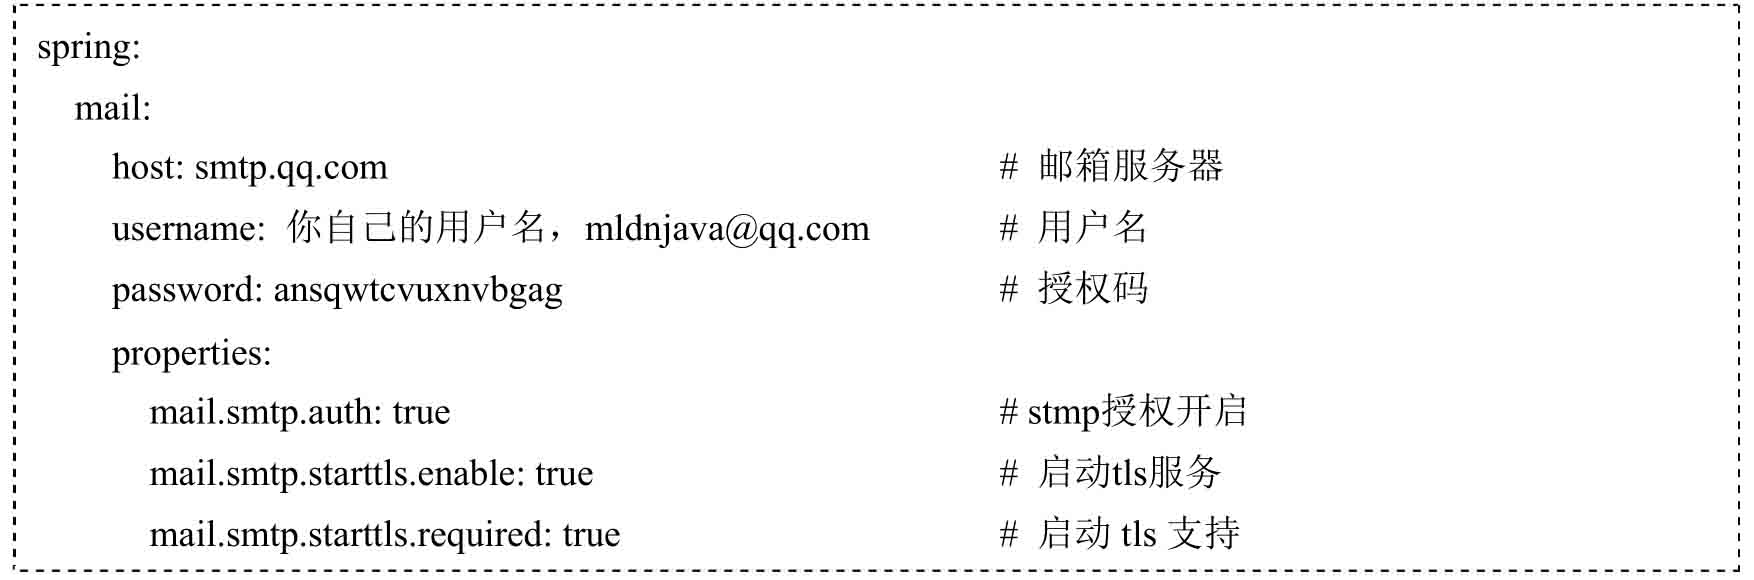 spring:
mail:
host: smtp.qq.com # 邮箱服务器
username: 你自己的用户名，mldnjava@qq.com # 用户名
password: ansqwtcvuxnvbgag # 授权码
properties:
mail.smtp.auth: true # stmp授权开启
mail.smtp.starttls.enable: true # 启动tls服务
mail.smtp.starttls.required: true # 启动 tls 支持